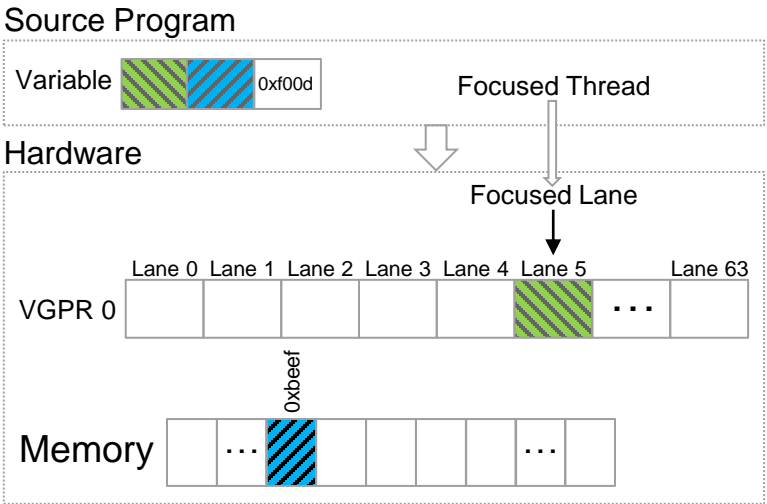 Source Program
Variable 0xf00d
Focused Thread
Hardware
Focused Lane
Lane 0 Lane 1 Lane 2 Lane 3 Lane 4 Lane 5 Lane 63
VGPR 0 ...
0xbeef
Memory ... ...